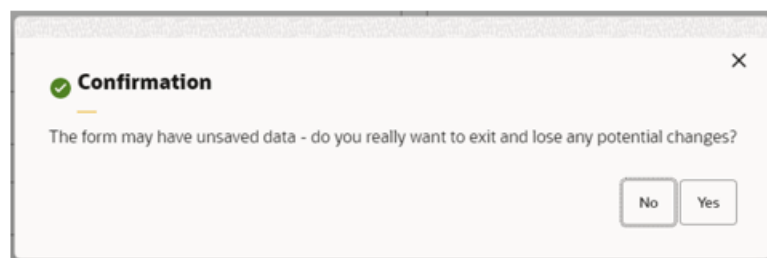 Confirmation
The form may have unsaved data - do you really want to exit and lose any potential changes?
No Yes